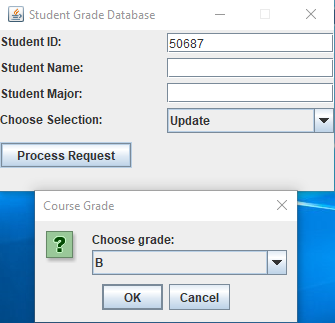 Student Grade Database
Student ID:
50687
Student Name:
Student Major:
Choose Selection:
Update
Process Request
Course Grade
?
Choose grade:
B
OK
Cancel